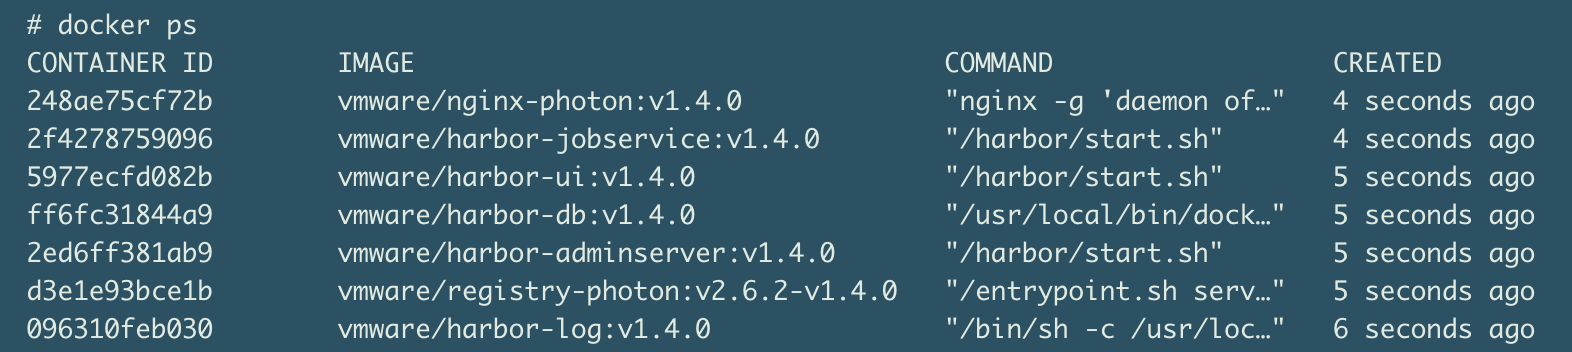 # docker ps
CONTAINER ID        IMAGE                                  COMMAND                  CREATED
248ae75cf72b        vmware/nginx-photon:v1.4.0             "nginx -g 'daemon of…"   4 seconds ago
2f4278759096        vmware/harbor-jobservice:v1.4.0        "/harbor/start.sh"       4 seconds ago
5977ecfd082b        vmware/harbor-ui:v1.4.0                "/harbor/start.sh"       5 seconds ago
ff6fc31844a9        vmware/harbor-db:v1.4.0                "/usr/local/bin/dock…"   5 seconds ago
2ed6ff381ab9        vmware/harbor-adminserver:v1.4.0       "/harbor/start.sh"       5 seconds ago
d3e1e93bce1b        vmware/registry-photon:v2.6.2-v1.4.0   "/entrypoint.sh serv…"   5 seconds ago
096310feb030        vmware/harbor-log:v1.4.0               "/bin/sh -c /usr/loc…"   6 seconds ago